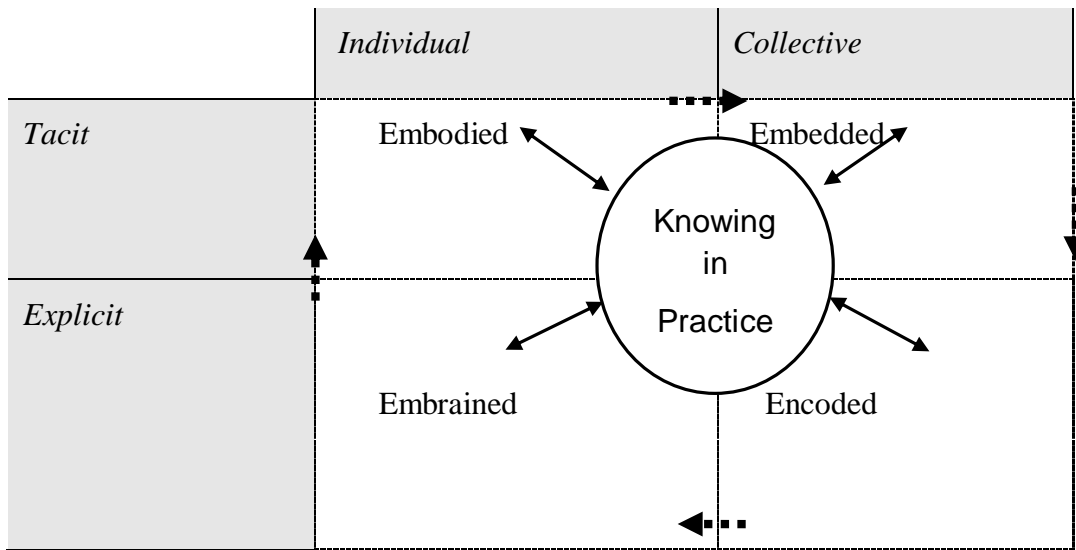 Individual
Collective
Tacit
Embodied
Embedded
Knowing
in
Practice
Explicit
Embrained
Encoded